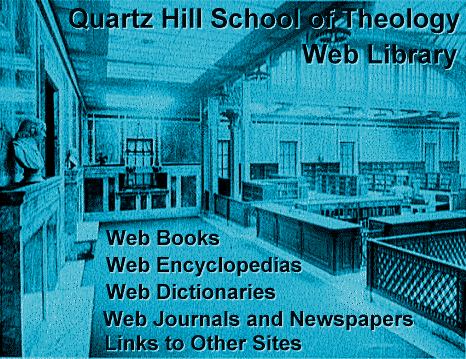 Quartz Hill School of Theology
Web Library
Web Books
Web Encyclopedias
Web Dictionaries
Web Journals and Newspapers
Links to Other Sites